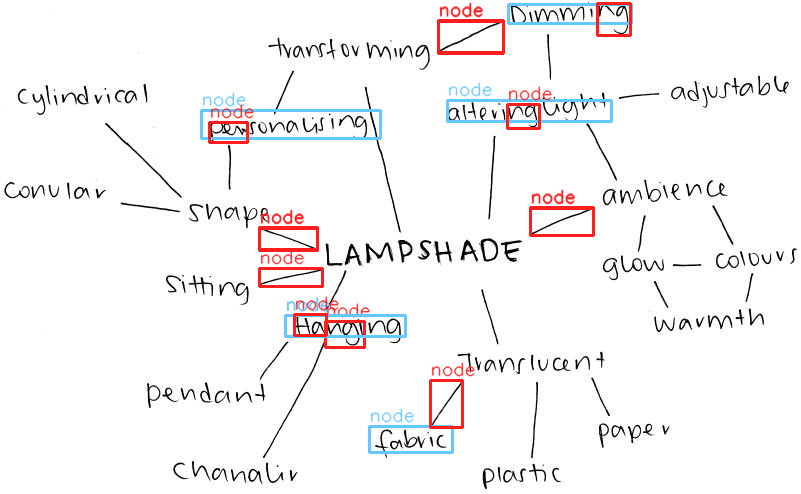 node
Dimming
transforming
cylindrical
node
node
personalising
node
node
altering light
adjustable
conular
shape
node
node
ambience
LAMPSHADE
node
sitting
glow
colours
node
node
node
Hanging
warmth
node
Translucent
pendant
node
fabric
paper
chanalir
plastic